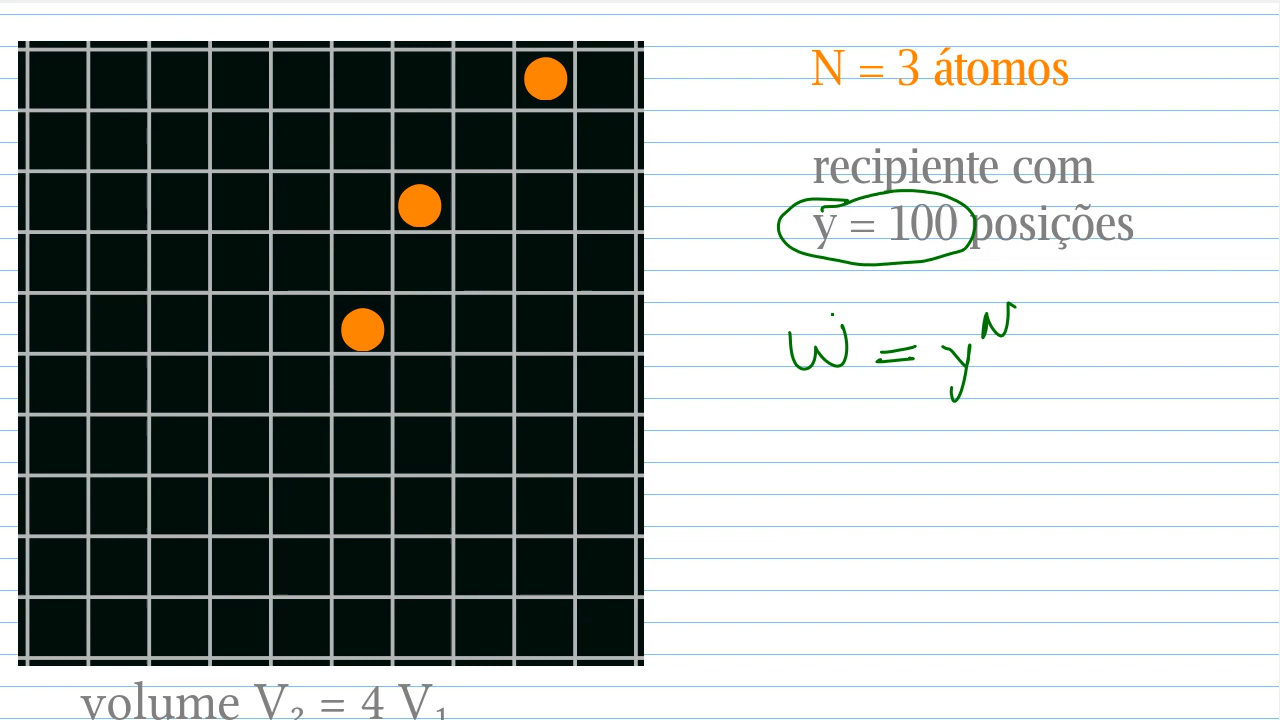 N = 3 átomos
recipiente com
y = 100 posições
W = y^N
volume V₂ = 4 V₁